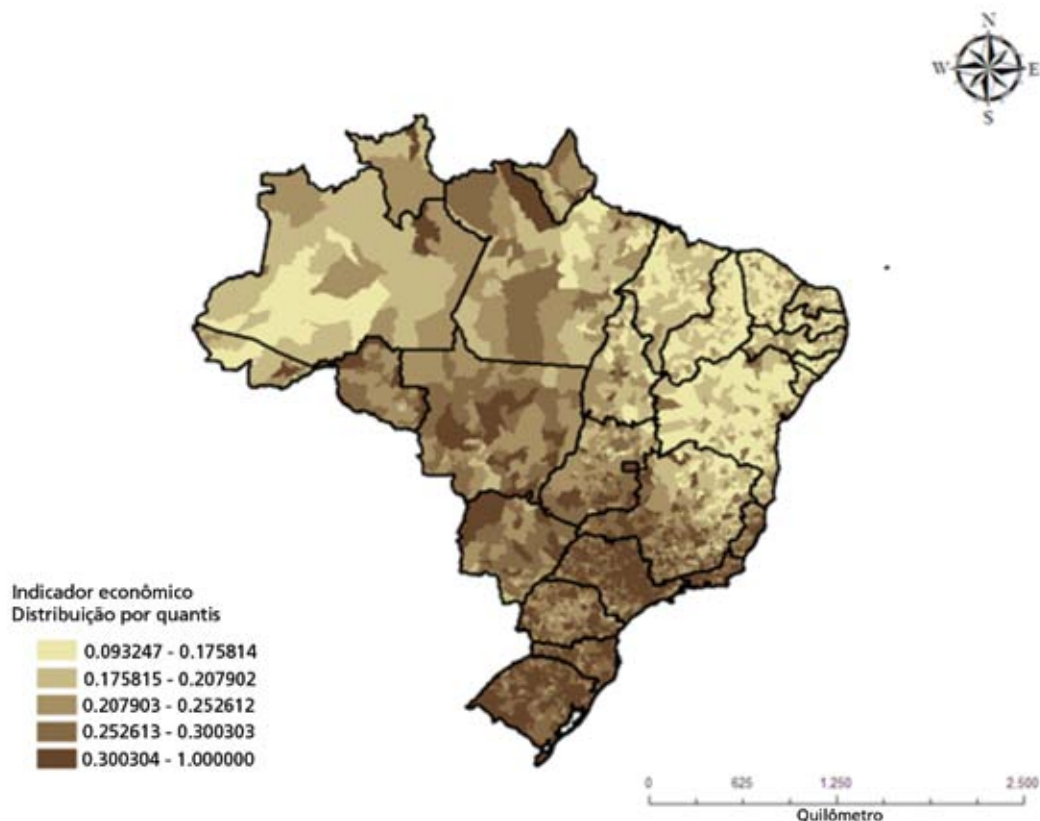 N
W E
S
Indicador econômico
Distribuição por quantis
0.093247 - 0.175814
0.175815 - 0.207902
0.207903 - 0.252612
0.252613 - 0.300303
0.300304 - 1.000000
0 625 1.250 2.500
Quilômetro